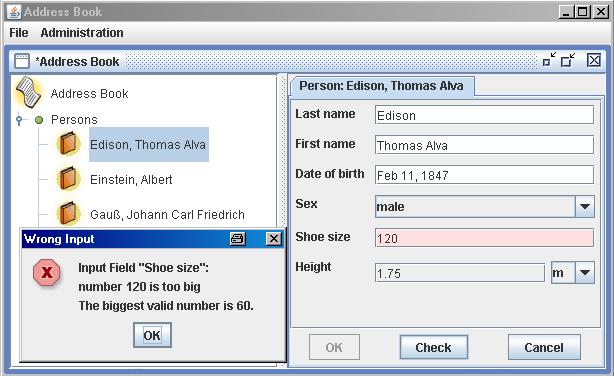 Address Book
File Administration
*Address Book
Address Book
Persons
Edison, Thomas Alva
Einstein, Albert
Gauß, Johann Carl Friedrich
Wrong Input
X
Input Field "Shoe size":
number 120 is too big
The biggest valid number is 60.
OK
Person: Edison, Thomas Alva
Last name Edison
First name Thomas Alva
Date of birth Feb 11, 1847
Sex male
Shoe size 120
Height 1.75 m
OK Check Cancel